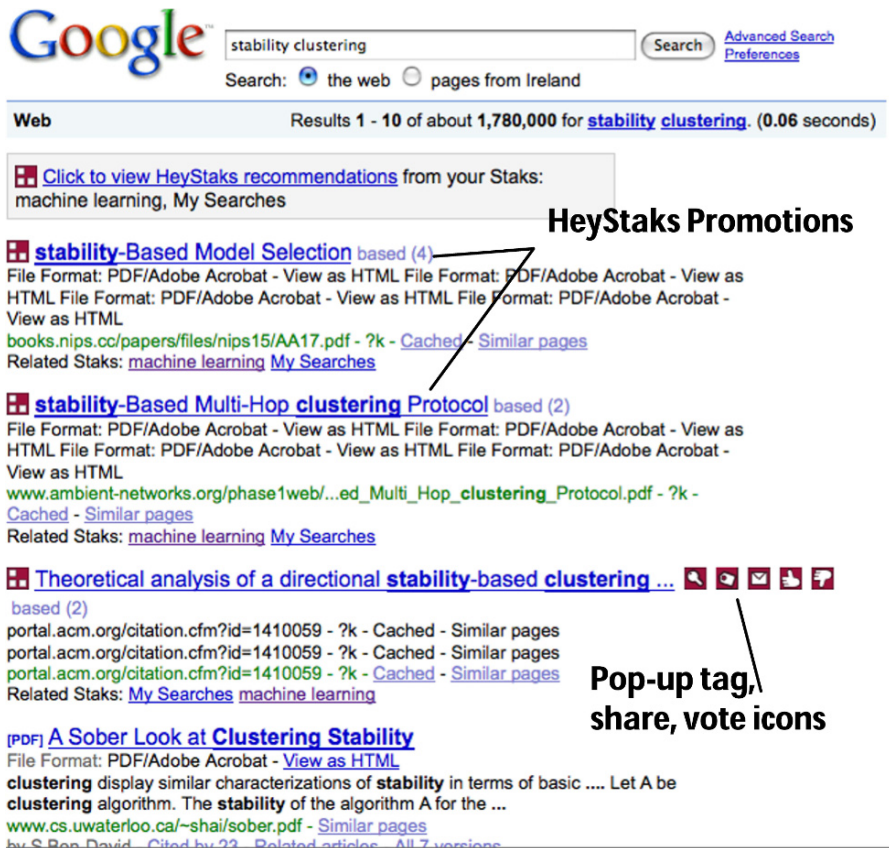 Google™
stability clustering
Search
Advanced Search
Preferences
Search: the web pages from Ireland
Web Results 1 - 10 of about 1,780,000 for stability clustering. (0.06 seconds)
Click to view HeyStaks recommendations from your Staks:
machine learning, My Searches
HeyStaks Promotions
stability-Based Model Selection based (4)
File Format: PDF/Adobe Acrobat - View as HTML File Format: PDF/Adobe Acrobat - View as
HTML File Format: PDF/Adobe Acrobat - View as HTML File Format: PDF/Adobe Acrobat -
View as HTML
books.nips.cc/papers/files/nips15/AA17.pdf - ?k - Cached - Similar pages
Related Staks: machine learning My Searches
stability-Based Multi-Hop clustering Protocol based (2)
File Format: PDF/Adobe Acrobat - View as HTML File Format: PDF/Adobe Acrobat - View as
HTML File Format: PDF/Adobe Acrobat - View as HTML File Format: PDF/Adobe Acrobat -
View as HTML
www.ambient-networks.org/phase1web/...ed_Multi_Hop_clustering_Protocol.pdf - ?k -
Cached - Similar pages
Related Staks: machine learning My Searches
Theoretical analysis of a directional stability-based clustering ...
based (2)
portal.acm.org/citation.cfm?id=1410059 - ?k - Cached - Similar pages
portal.acm.org/citation.cfm?id=1410059 - ?k - Cached - Similar pages
portal.acm.org/citation.cfm?id=1410059 - ?k - Cached - Similar pages
Related Staks: My Searches machine learning
Pop-up tag,
share, vote icons
[PDF] A Sober Look at Clustering Stability
File Format: PDF/Adobe Acrobat - View as HTML
clustering display similar characterizations of stability in terms of basic .... Let A be
clustering algorithm. The stability of the algorithm A for the ...
www.cs.uwaterloo.ca/~shai/sober.pdf - Similar pages
by S Ben-David - Cited by 23 - Related articles - All 7 versions